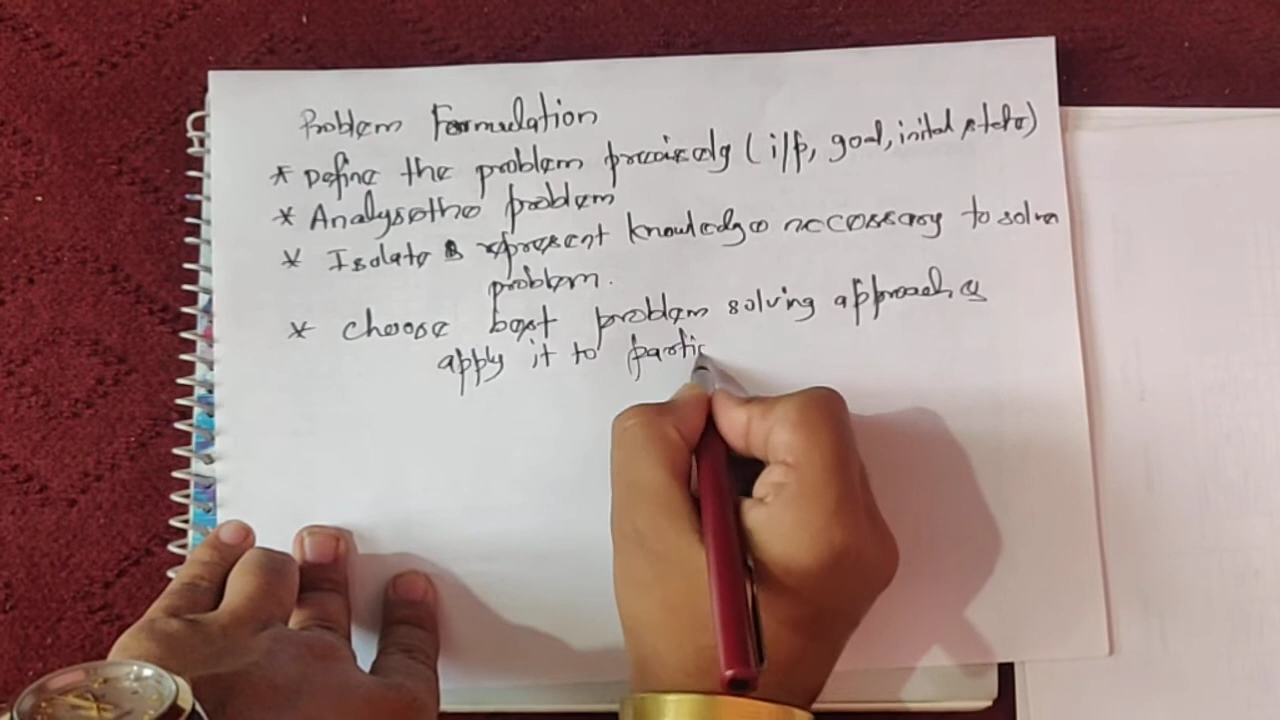 Problem Formulation
* Define the problem precisely (i/p, goal, initial state)
* Analyse the problem
* Isolate & represent knowledge necessary to solve
problem.
* choose best problem solving approach &
apply it to partic